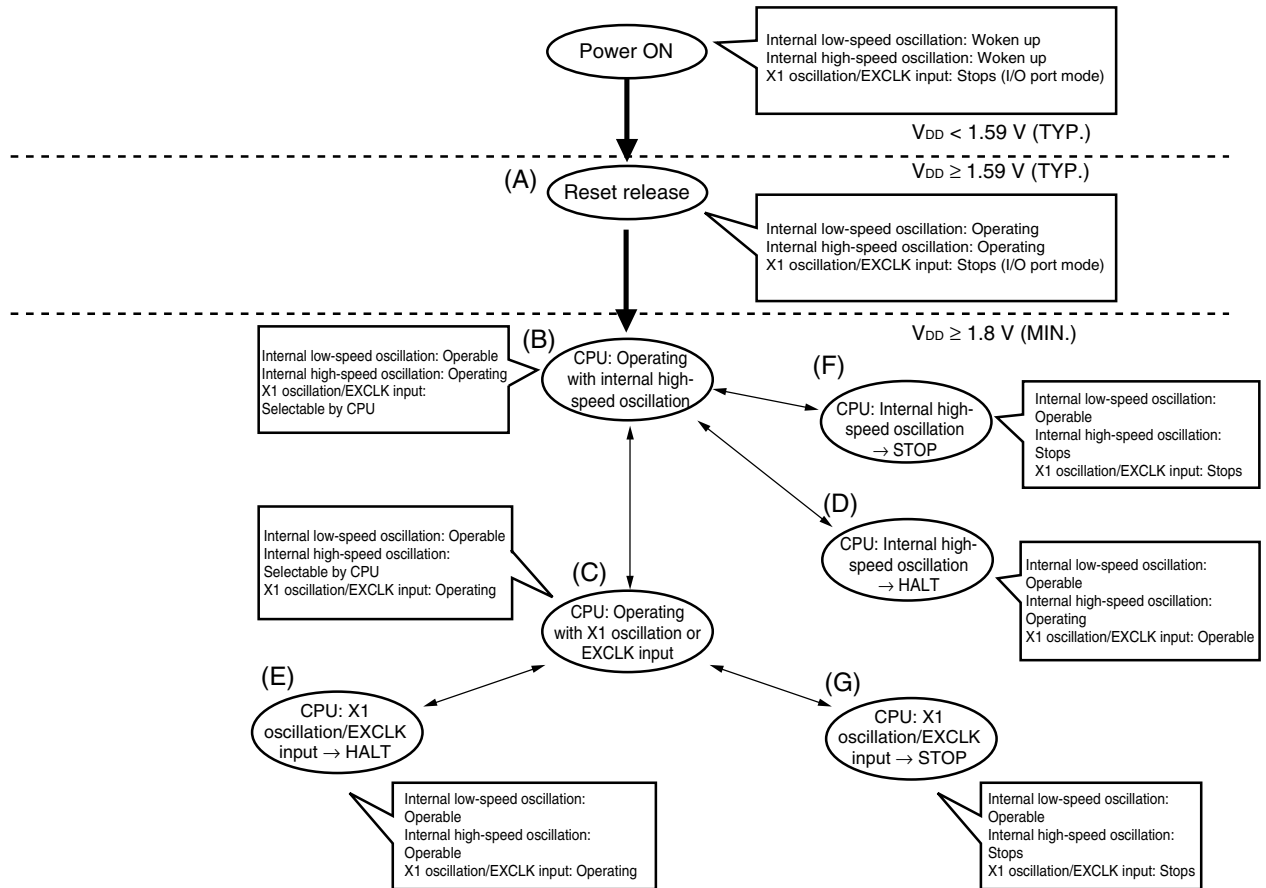 Power ON
Internal low-speed oscillation: Woken up
Internal high-speed oscillation: Woken up
X1 oscillation/EXCLK input: Stops (I/O port mode)
VDD < 1.59 V (TYP.)
VDD ≥ 1.59 V (TYP.)
(A)
Reset release
Internal low-speed oscillation: Operating
Internal high-speed oscillation: Operating
X1 oscillation/EXCLK input: Stops (I/O port mode)
VDD ≥ 1.8 V (MIN.)
(B)
Internal low-speed oscillation: Operable
Internal high-speed oscillation: Operating
X1 oscillation/EXCLK input:
Selectable by CPU
CPU: Operating
with internal high-
speed oscillation
(F)
CPU: Internal high-
speed oscillation
→ STOP
Internal low-speed oscillation:
Operable
Internal high-speed oscillation:
Stops
X1 oscillation/EXCLK input: Stops
(D)
CPU: Internal high-
speed oscillation
→ HALT
Internal low-speed oscillation:
Operable
Internal high-speed oscillation:
Operating
X1 oscillation/EXCLK input: Operable
Internal low-speed oscillation: Operable
Internal high-speed oscillation:
Selectable by CPU
X1 oscillation/EXCLK input: Operating
(C)
CPU: Operating
with X1 oscillation or
EXCLK input
(E)
CPU: X1
oscillation/EXCLK
input → HALT
(G)
CPU: X1
oscillation/EXCLK
input → STOP
Internal low-speed oscillation:
Operable
Internal high-speed oscillation:
Operable
X1 oscillation/EXCLK input: Operating
Internal low-speed oscillation:
Operable
Internal high-speed oscillation:
Stops
X1 oscillation/EXCLK input: Stops